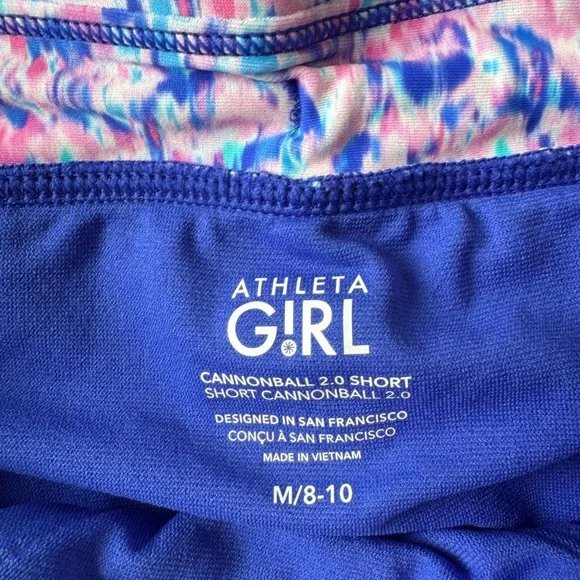 ATHLETA
G!RL
CANNONBALL 2.0 SHORT
SHORT CANNONBALL 2.0
DESIGNED IN SAN FRANCISCO
CONÇU À SAN FRANCISCO
MADE IN VIETNAM
M/8-10